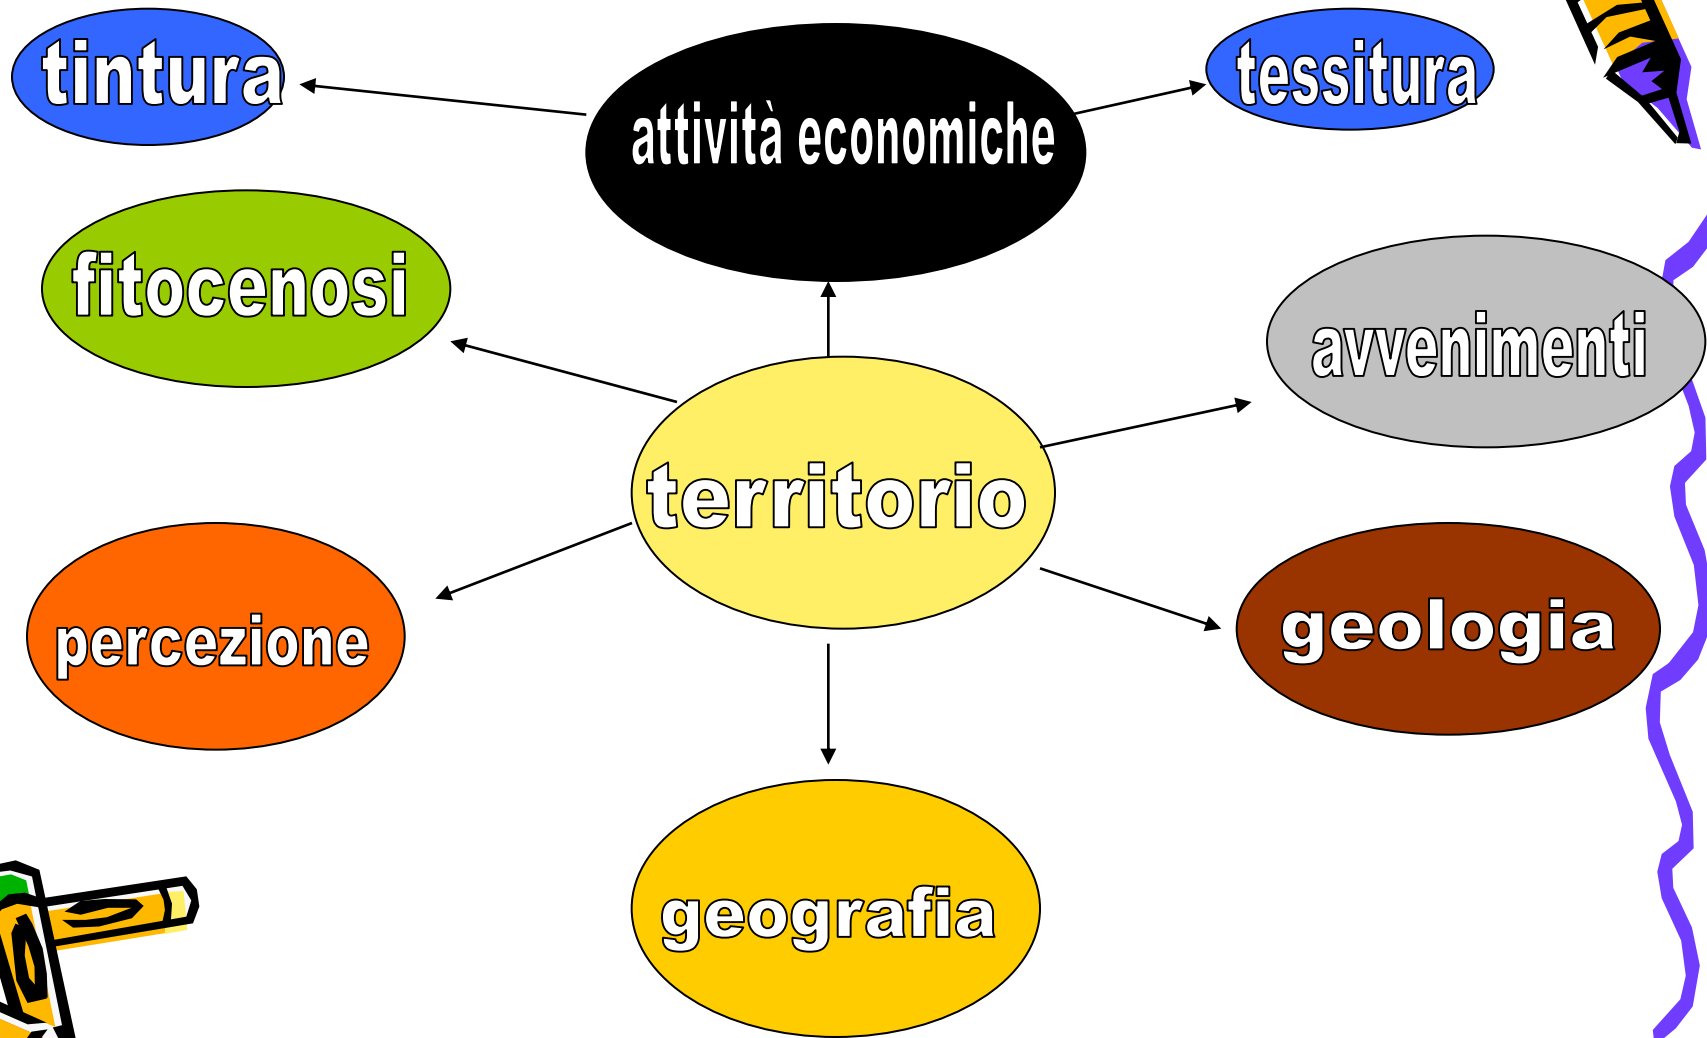 tintura
attività economiche
tessitura
fitocenosi
avvenimenti
territorio
percezione
geologia
geografia